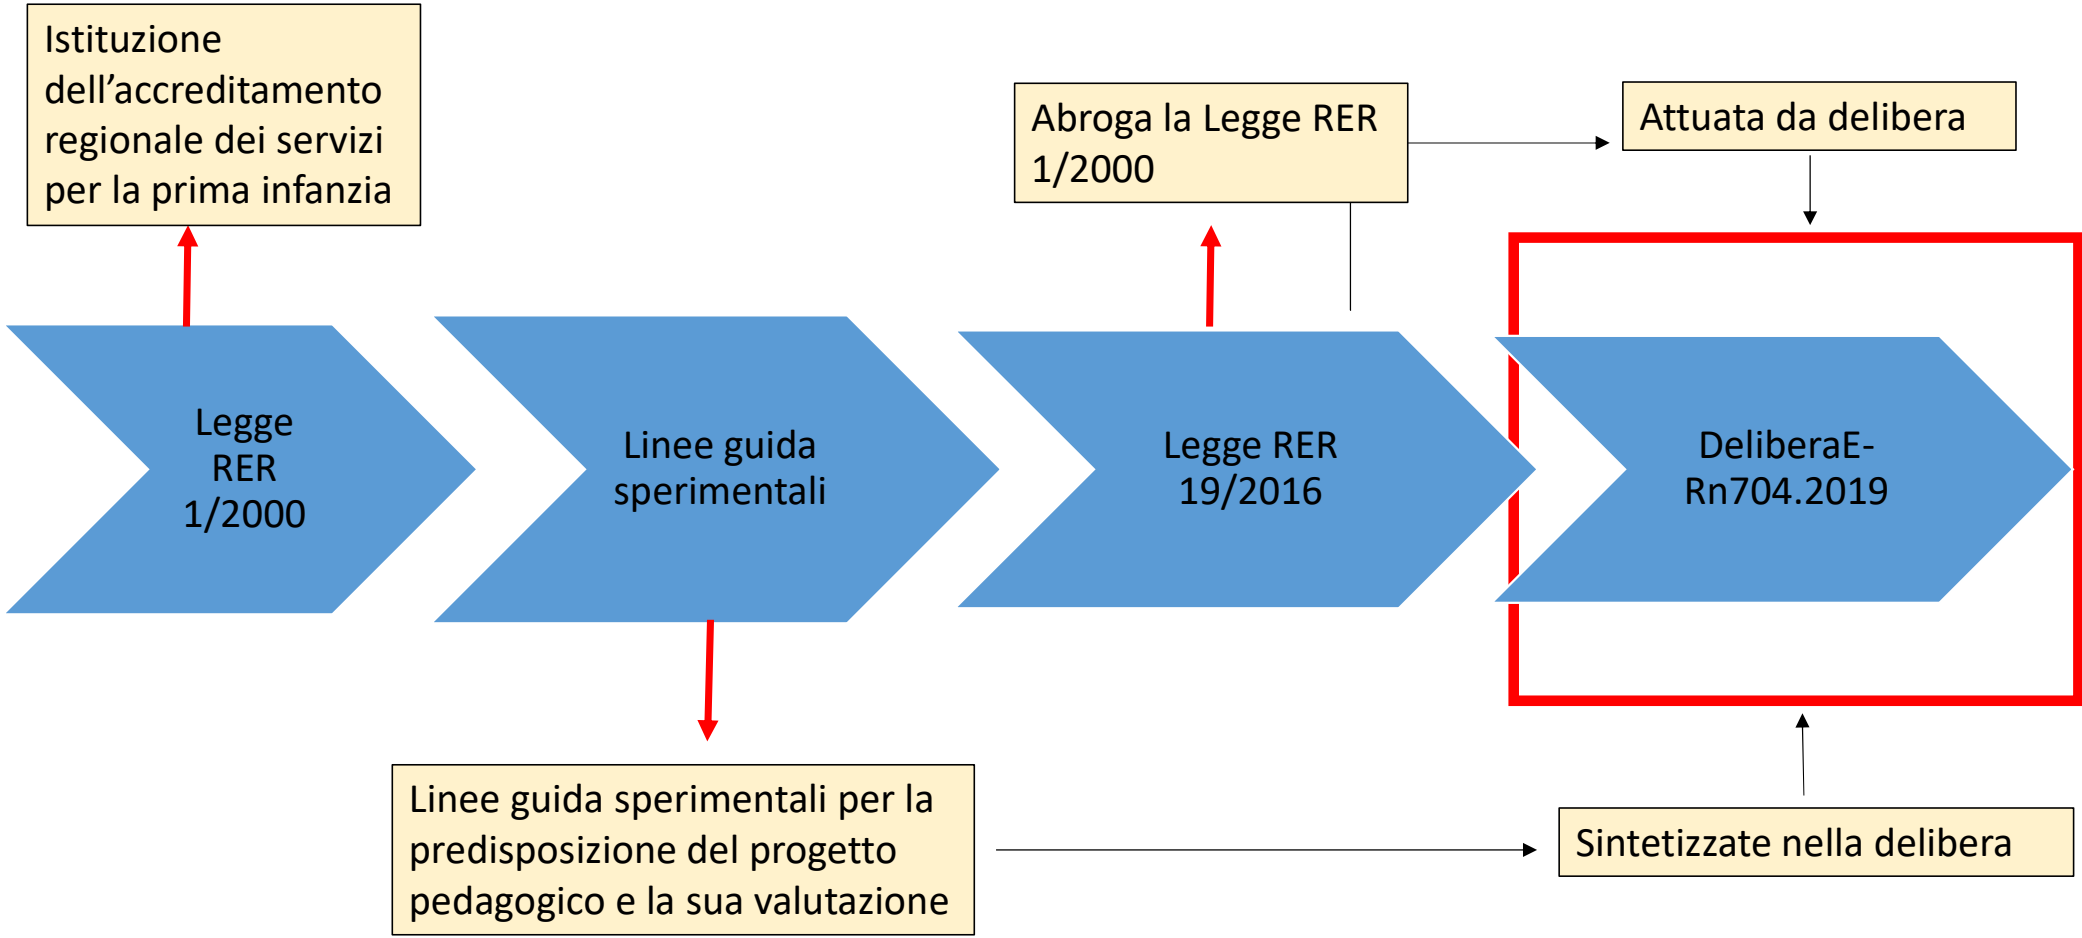 Istituzione
dell’accreditamento
regionale dei servizi
per la prima infanzia
Abroga la Legge RER
1/2000
Attuata da delibera
Legge
RER
1/2000
Linee guida
sperimentali
Legge RER
19/2016
DeliberaE-
Rn704.2019
Linee guida sperimentali per la
predisposizione del progetto
pedagogico e la sua valutazione
Sintetizzate nella delibera